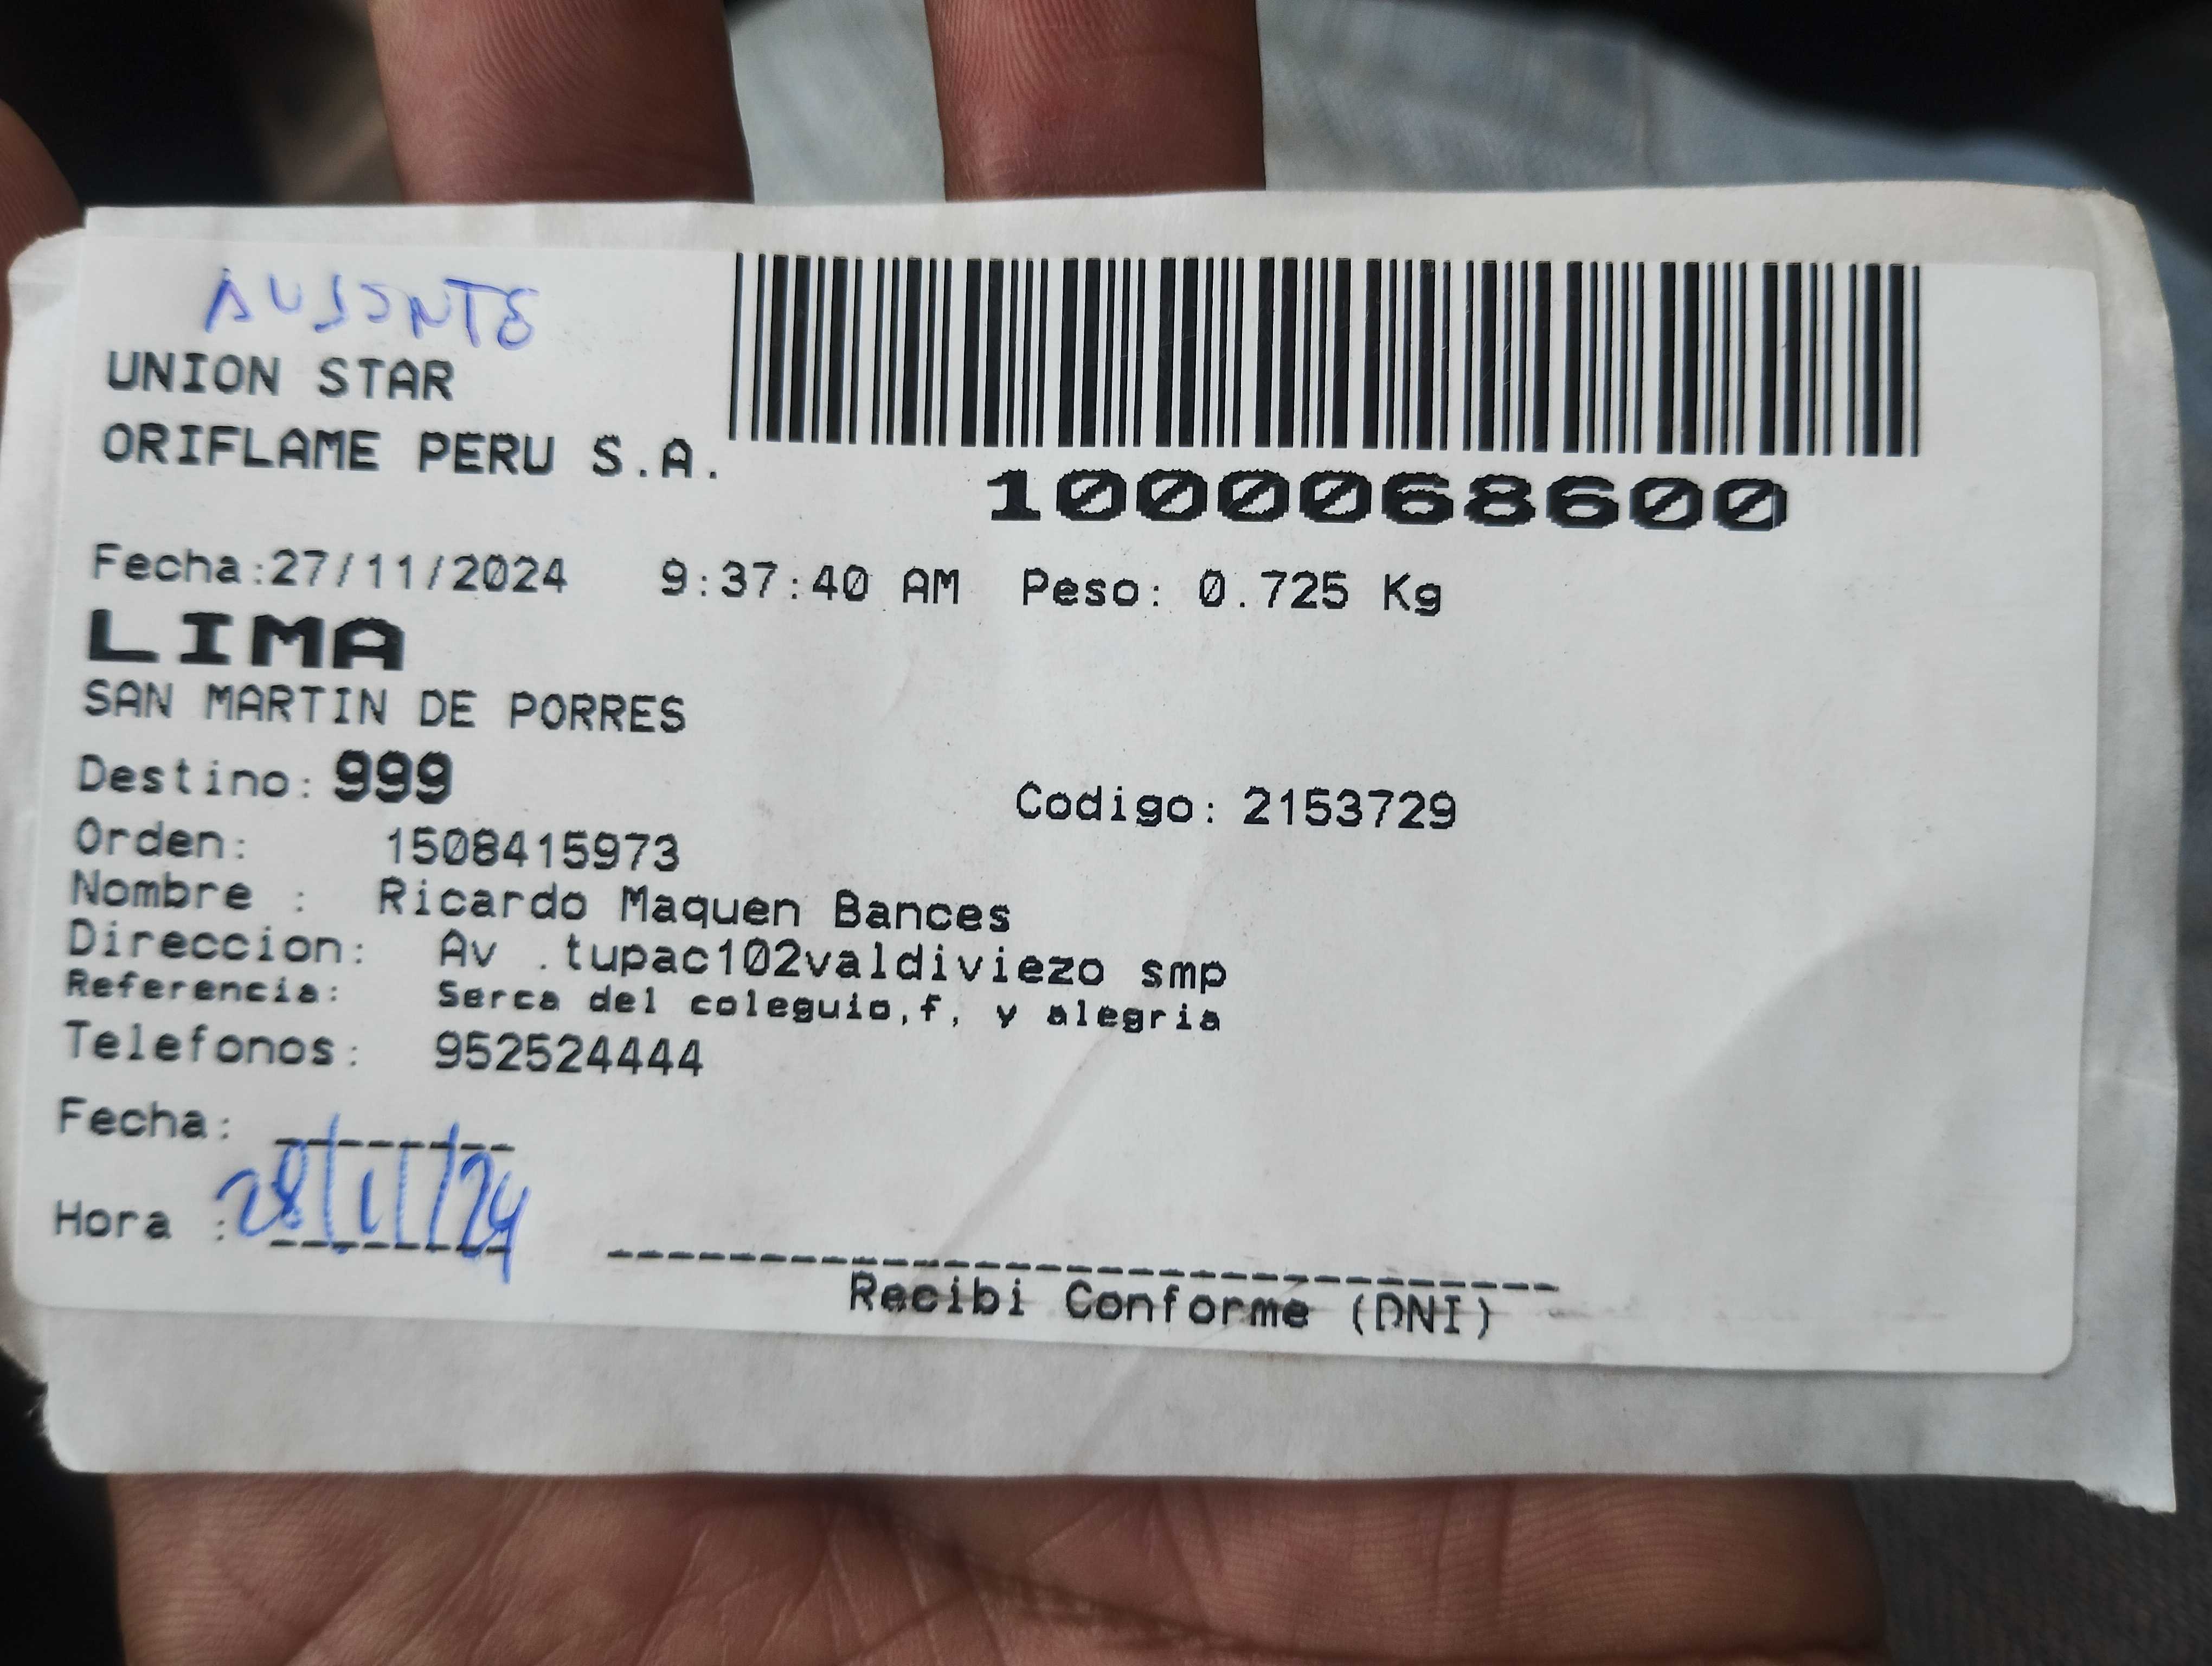 AUSENTE
UNION STAR
ORIFLAME PERU S.A.
1000068600
Fecha:27/11/2024 9:37:40 AM Peso: 0.725 Kg
LIMA
SAN MARTIN DE PORRES
Destino: 999
Codigo: 2153729
Orden: 1508415973
Nombre : Ricardo Maquen Bances
Direccion: Av .tupac102valdiviezo smp
Referencia: Serca del coleguio,f, y alegria
Telefonos: 952524444
Fecha:
28/11/24
Hora :
Recibi Conforme (DNI)